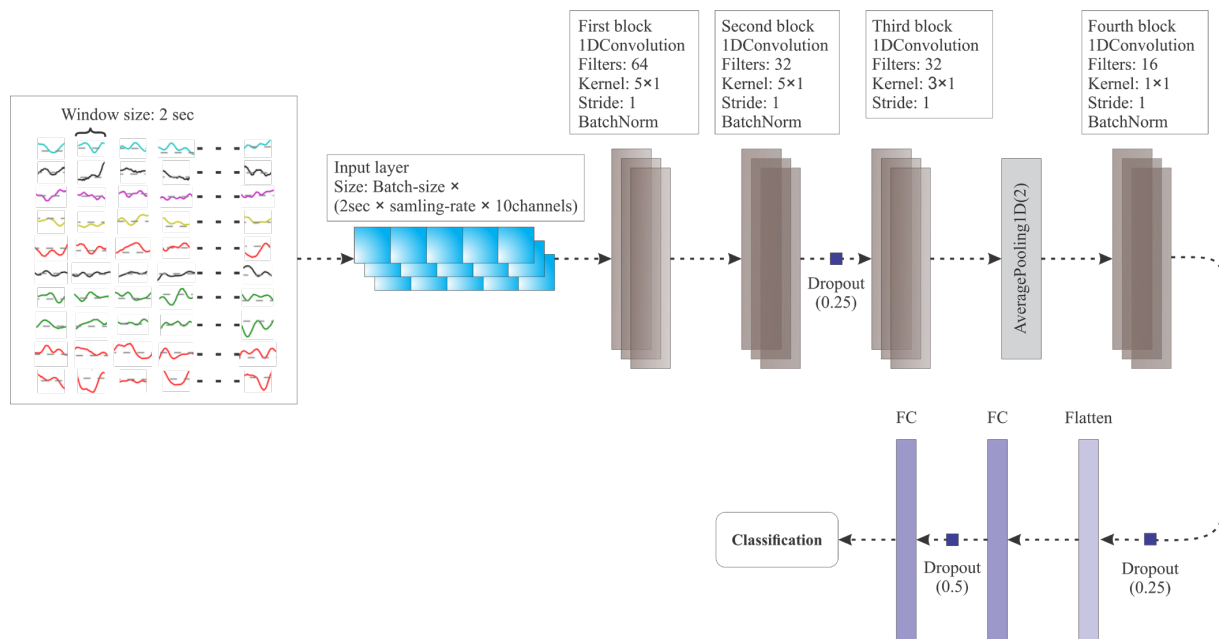 Window size: 2 sec
Input layer
Size: Batch-size ×
(2sec × samling-rate × 10channels)
First block
1DConvolution
Filters: 64
Kernel: 5×1
Stride: 1
BatchNorm
Second block
1DConvolution
Filters: 32
Kernel: 5×1
Stride: 1
BatchNorm
Dropout
(0.25)
Third block
1DConvolution
Filters: 32
Kernel: 3×1
Stride: 1
AveragePooling1D(2)
Fourth block
1DConvolution
Filters: 16
Kernel: 1×1
Stride: 1
BatchNorm
Dropout
(0.25)
Flatten
FC
Dropout
(0.5)
FC
Classification